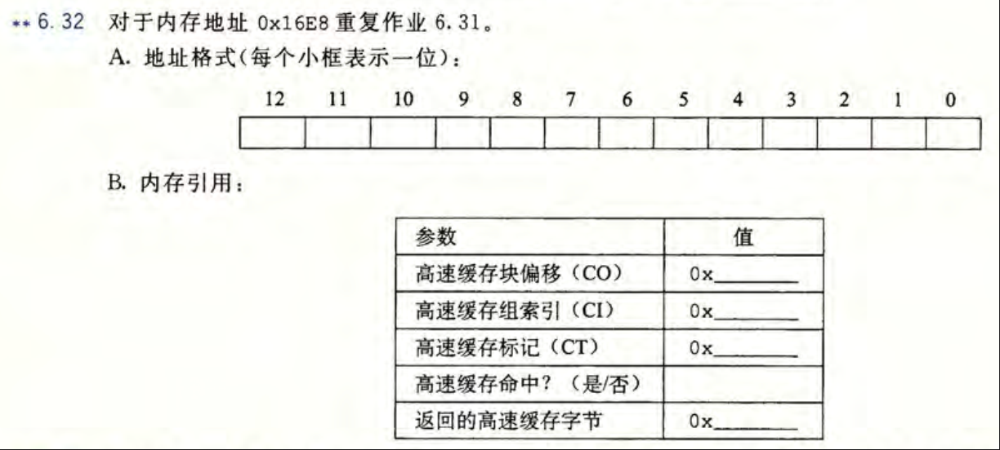 ** 6.32 对于内存地址 0x16E8 重复作业 6.31。
A. 地址格式(每个小框表示一位):
12 11 10 9 8 7 6 5 4 3 2 1 0
B. 内存引用:
参数 值
高速缓存块偏移(CO) 0x______
高速缓存组索引(CI) 0x______
高速缓存标记(CT) 0x______
高速缓存命中?(是/否)
返回的高速缓存字节 0x______